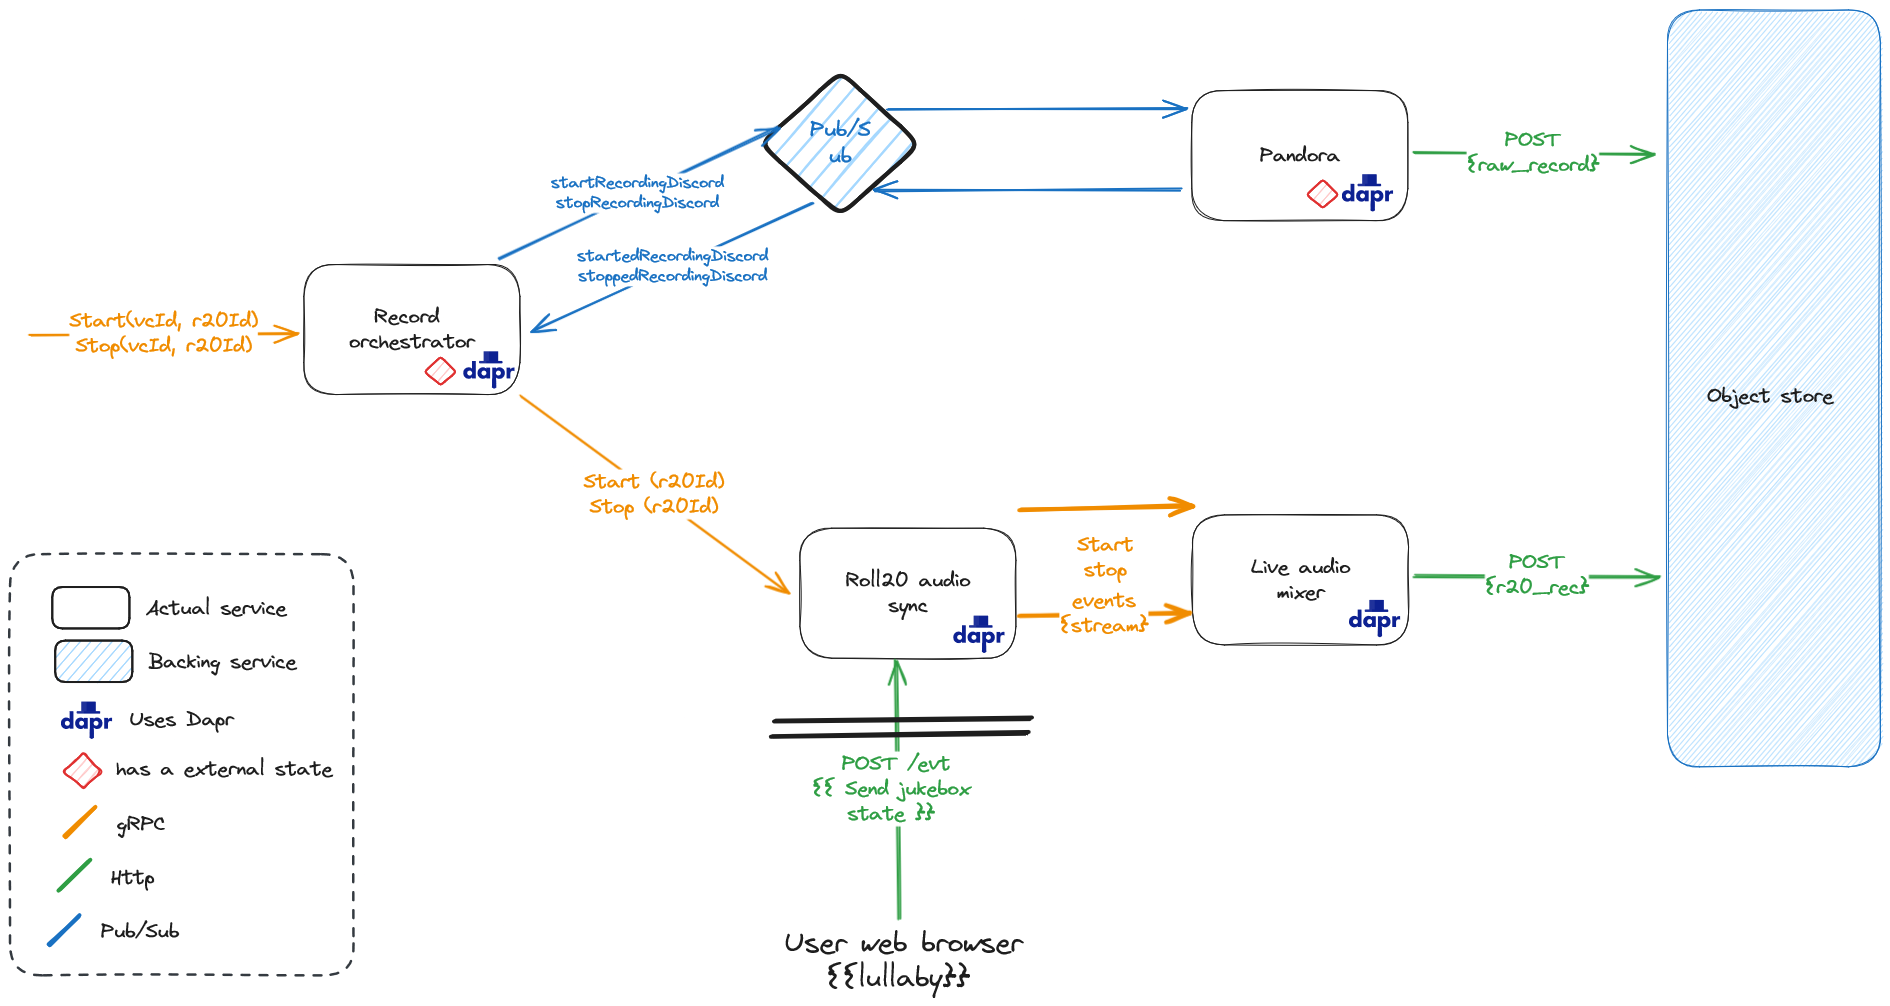 Pub/S
ub
Pandora
dapr
POST
{raw_record}
startRecordingDiscord
stopRecordingDiscord
startedRecordingDiscord
stoppedRecordingDiscord
Start(vcId, r20Id)
Stop(vcId, r20Id)
Record
orchestrator
dapr
Object store
Start (r20Id)
Stop (r20Id)
Roll20 audio
sync
dapr
Start
stop
events
{stream}
Live audio
mixer
dapr
POST
{r20_rec}
POST /evt
{{ Send jukebox
state }}
User web browser
{{lullaby}}
Actual service
Backing service
dapr
Uses Dapr
has a external state
gRPC
Http
Pub/Sub